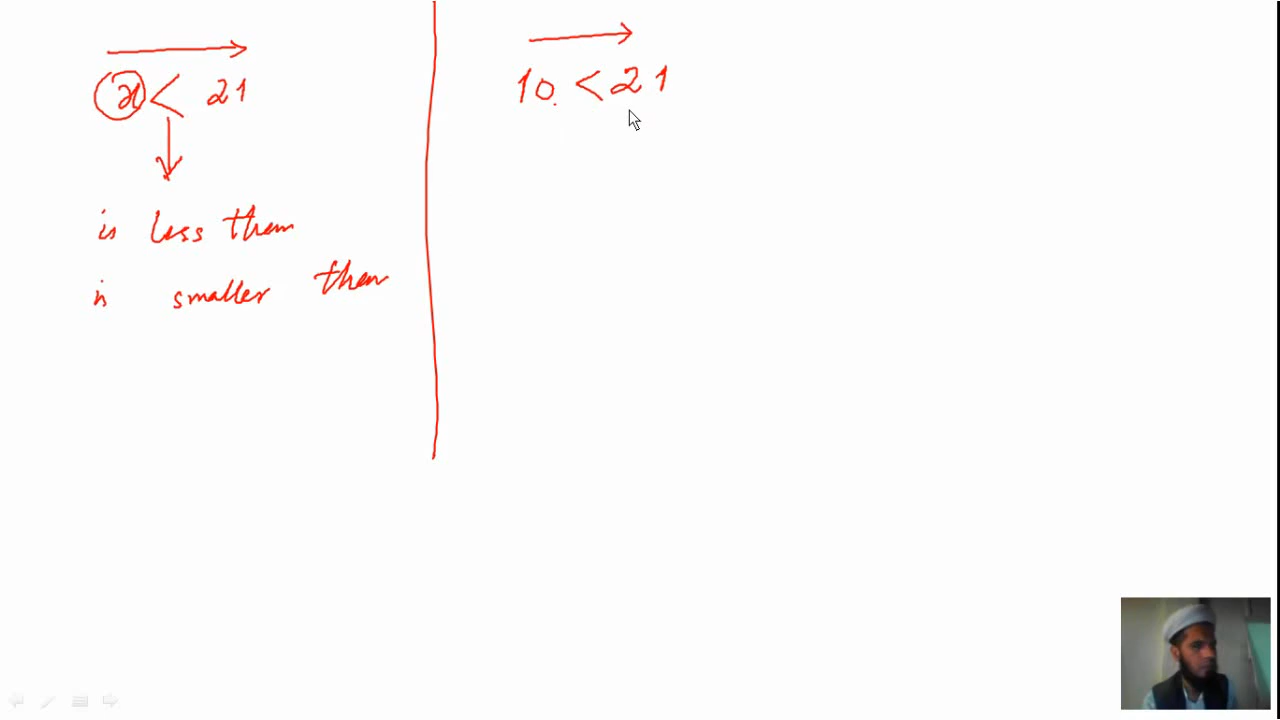 x < 21
is less then
is smaller then
10. < 21